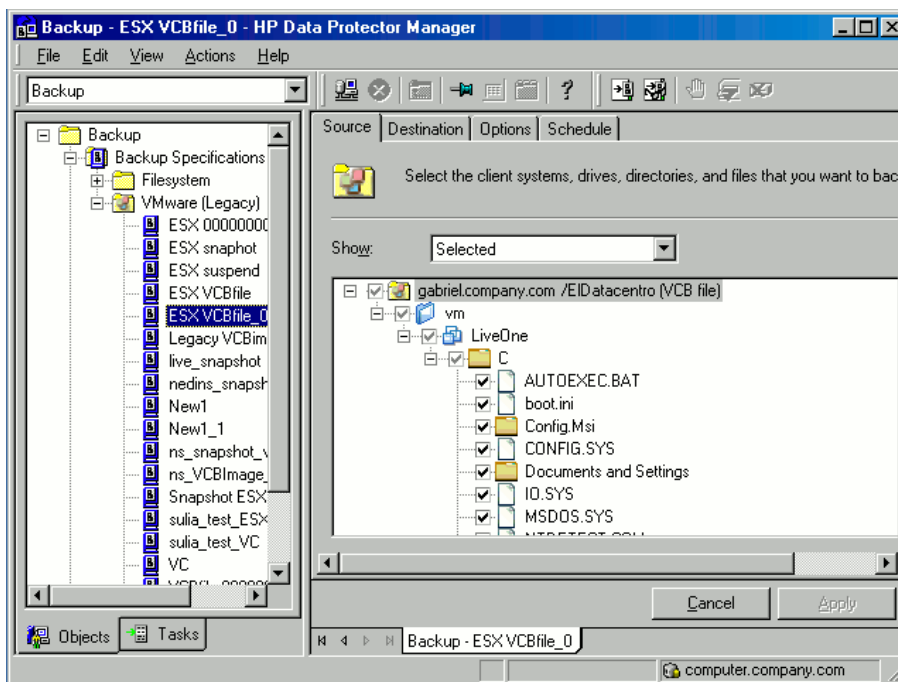 Backup - ESX VCBfile_0 - HP Data Protector Manager
File Edit View Actions Help
Backup
Backup
Backup Specifications
Filesystem
VMware (Legacy)
ESX 00000000
ESX snaphot
ESX suspend
ESX VCBfile
ESX VCBfile_0
Legacy VCBim
live_snapshot
nedins_snapsh
New1
New1_1
ns_snapshot_v
ns_VCBImage_
Snapshot ESX
sulia_test_ESX
sulia_test_VC
VC
Objects Tasks
Source Destination Options Schedule
Select the client systems, drives, directories, and files that you want to bac
Show: Selected
gabriel.company.com /ElDatacentro (VCB file)
vm
LiveOne
C
AUTOEXEC.BAT
boot.ini
Config.Msi
CONFIG.SYS
Documents and Settings
IO.SYS
MSDOS.SYS
Cancel Apply
Backup - ESX VCBfile_0
computer.company.com